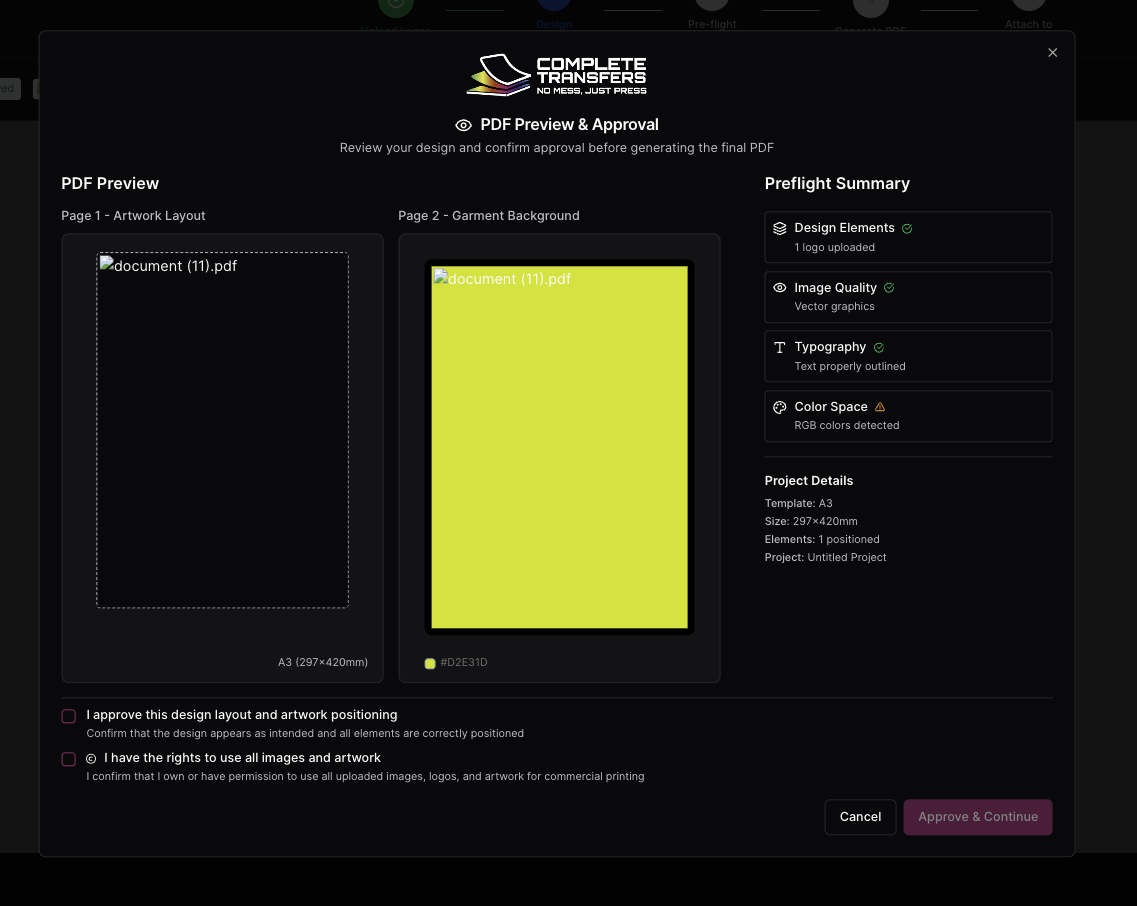 Design
Pre-flight
Generate PDF
Attach to
COMPLETE
TRANSFERS
NO MESS, JUST PRESS
PDF Preview & Approval
Review your design and confirm approval before generating the final PDF
PDF Preview
Page 1 - Artwork Layout
document (11).pdf
A3 (297×420mm)
Page 2 - Garment Background
document (11).pdf
#D2E31D
Preflight Summary
Design Elements
1 logo uploaded
Image Quality
Vector graphics
Typography
Text properly outlined
Color Space
RGB colors detected
Project Details
Template: A3
Size: 297×420mm
Elements: 1 positioned
Project: Untitled Project
I approve this design layout and artwork positioning
Confirm that the design appears as intended and all elements are correctly positioned
© I have the rights to use all images and artwork
I confirm that I own or have permission to use all uploaded images, logos, and artwork for commercial printing
Cancel
Approve & Continue